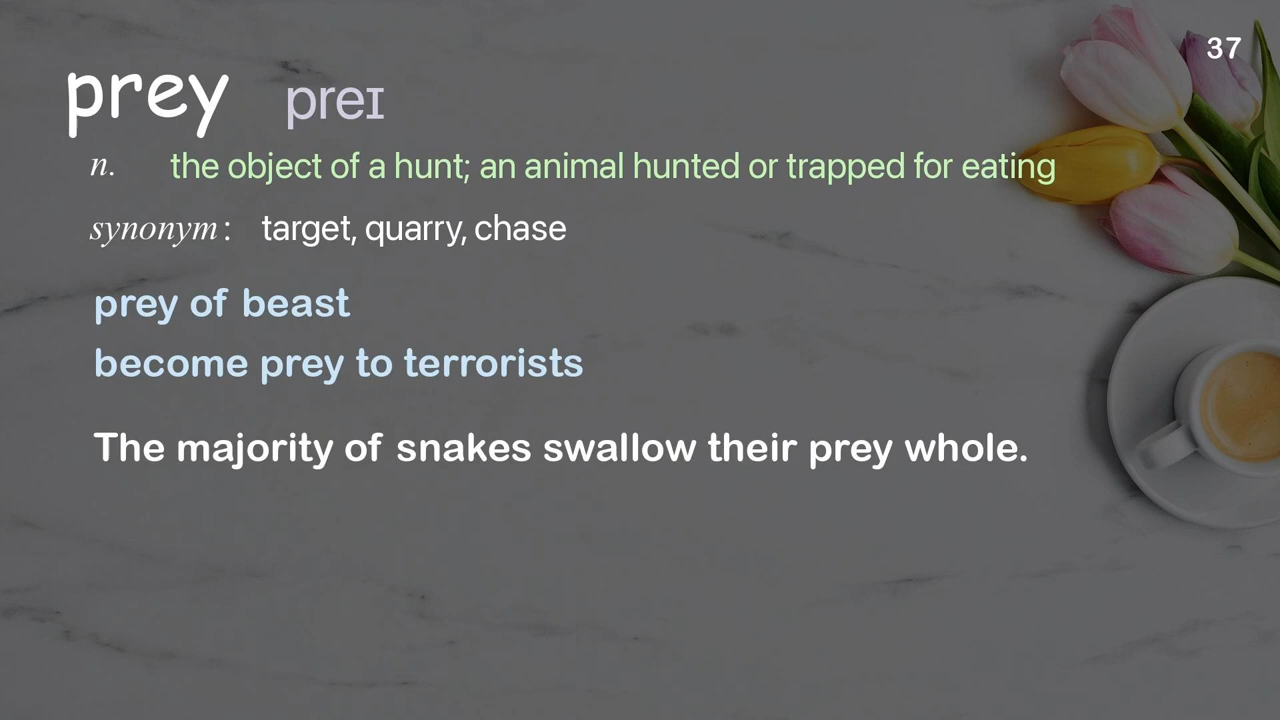 37
prey preɪ
n. the object of a hunt; an animal hunted or trapped for eating
synonym: target, quarry, chase
prey of beast
become prey to terrorists
The majority of snakes swallow their prey whole.